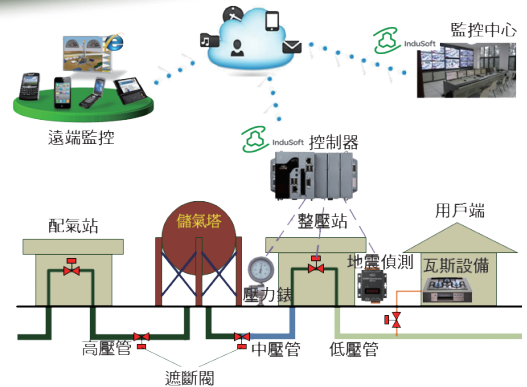 InduSoft
監控中心
遠端監控
InduSoft
控制器
配氣站
儲氣塔
整壓站
用戶端
壓力錶
地震偵測
瓦斯設備
高壓管
中壓管
低壓管
遮斷閥